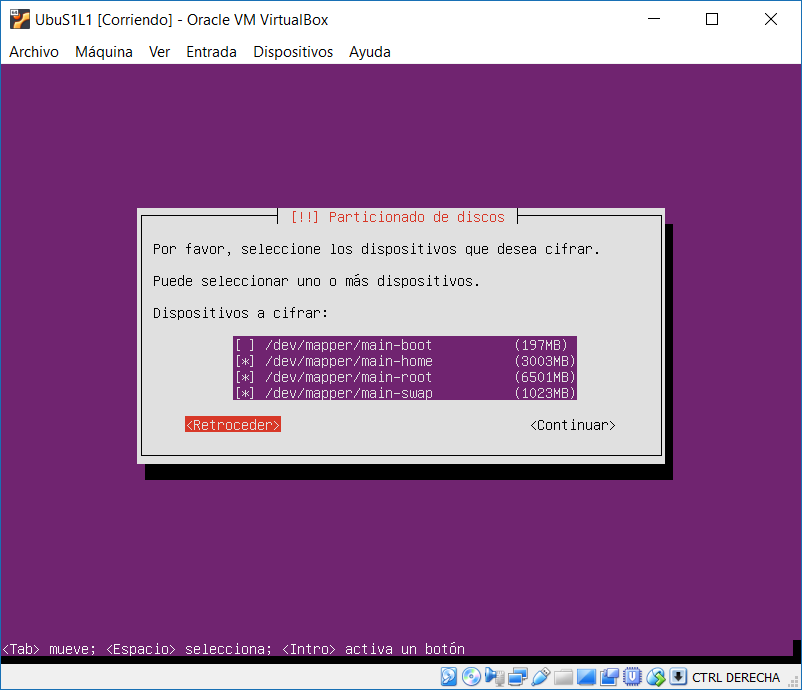 UbuS1L1 [Corriendo] - Oracle VM VirtualBox
Archivo Máquina Ver Entrada Dispositivos Ayuda
[!!] Particionado de discos
Por favor, seleccione los dispositivos que desea cifrar.
Puede seleccionar uno o más dispositivos.
Dispositivos a cifrar:
[ ] /dev/mapper/main-boot (197MB)
[*] /dev/mapper/main-home (3003MB)
[*] /dev/mapper/main-root (6501MB)
[*] /dev/mapper/main-swap (1023MB)
<Retroceder> <Continuar>
<Tab> mueve; <Espacio> selecciona; <Intro> activa un botón
CTRL DERECHA